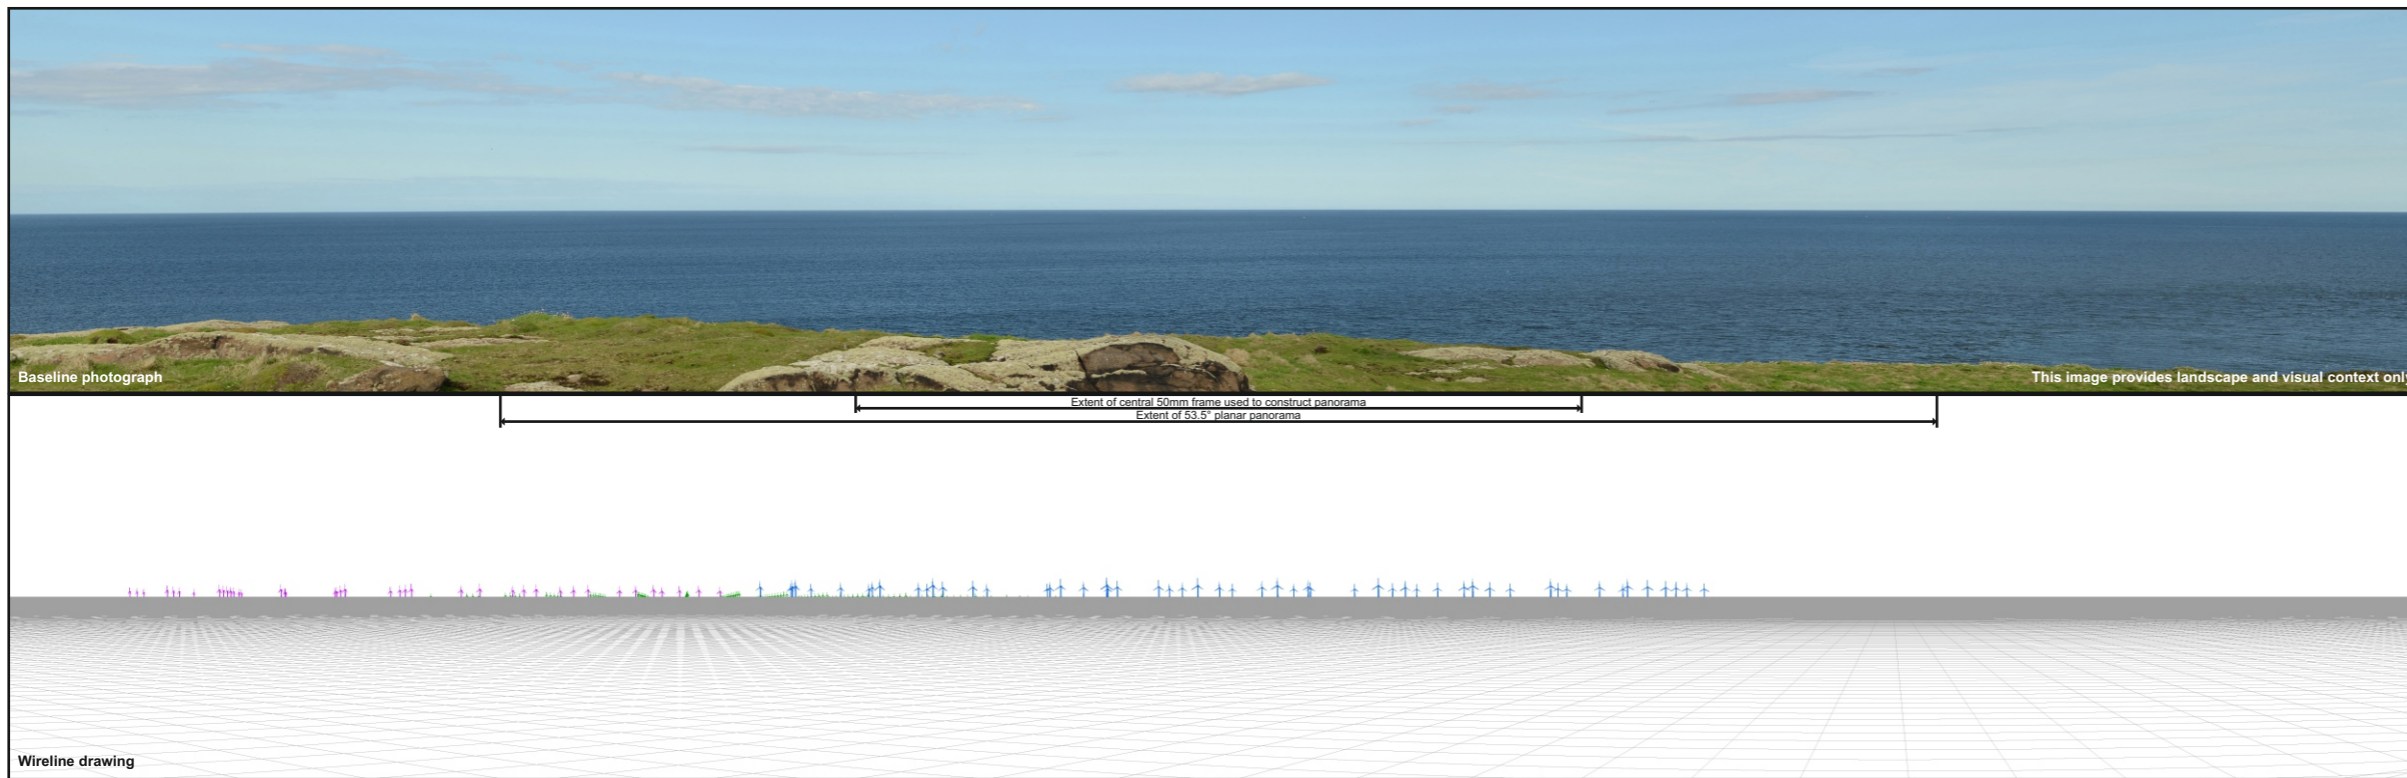 Baseline photograph
This image provides landscape and visual context only
Extent of central 50mm frame used to construct panorama
Extent of 53.5° planar panorama
Wireline drawing